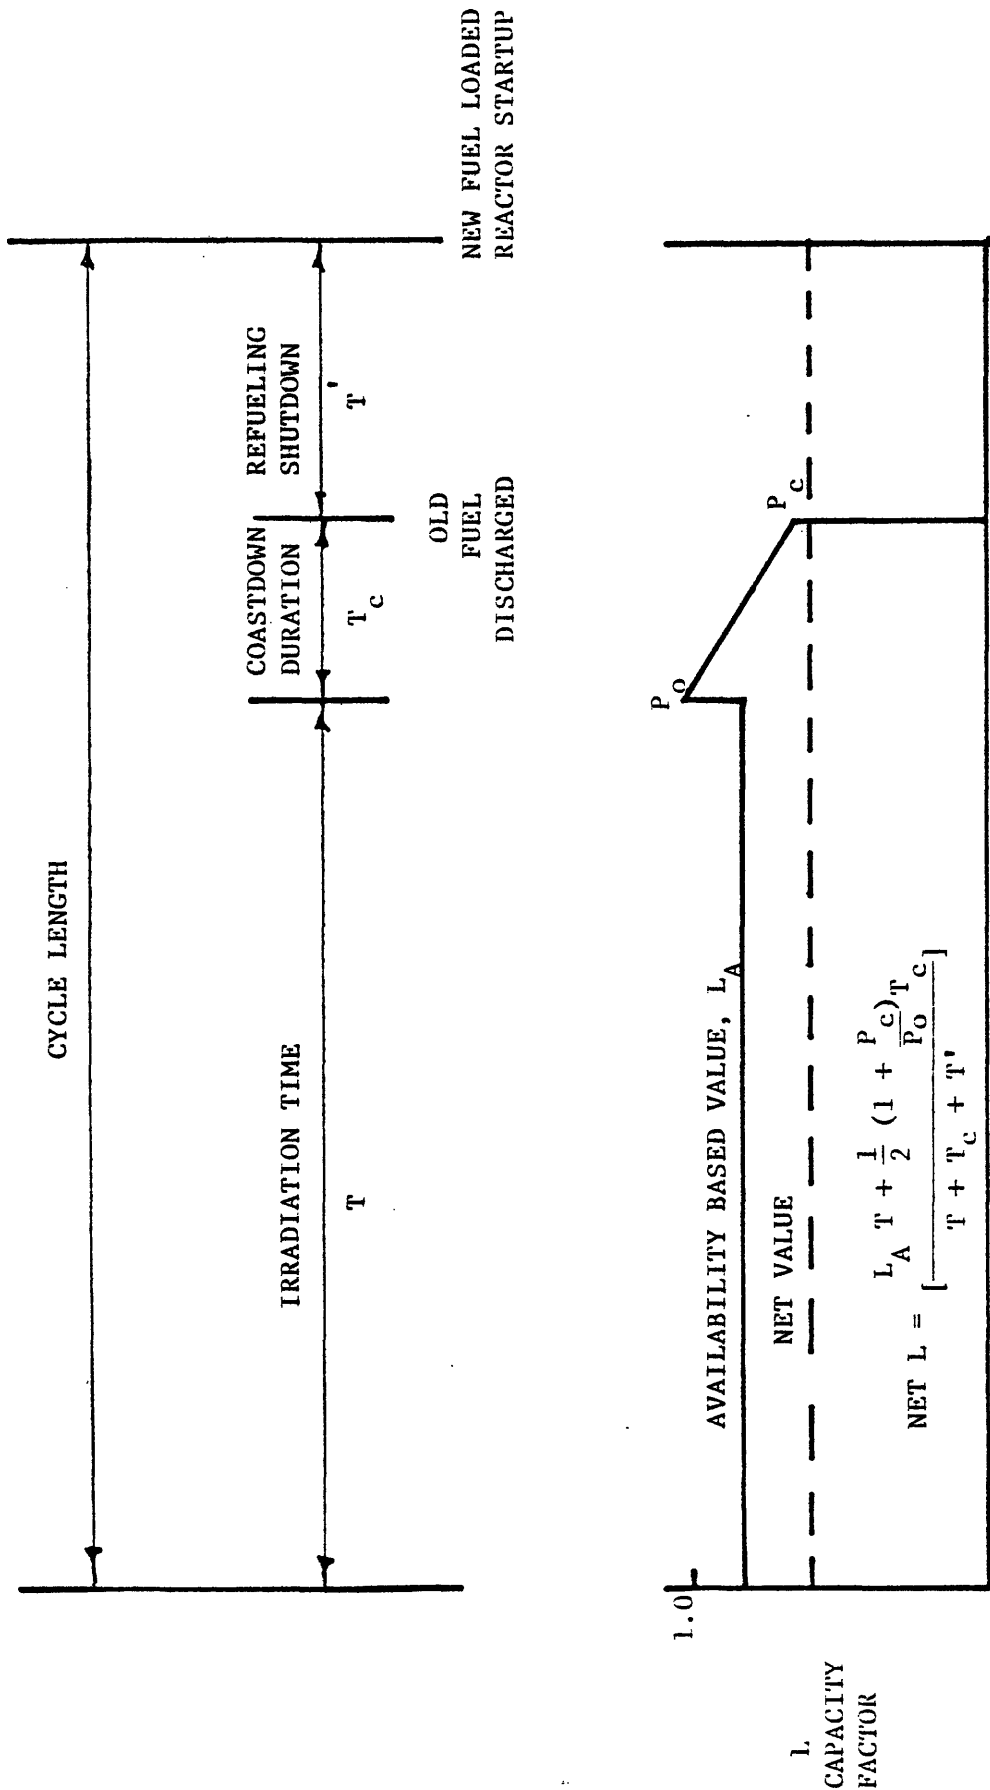 CYCLE LENGTH
IRRADIATION TIME
T
COASTDOWN
DURATION
T_c
REFUELING
SHUTDOWN
T'
OLD
FUEL
DISCHARGED
NEW FUEL LOADED
REACTOR STARTUP
1.0
L
CAPACITY
FACTOR
AVAILABILITY BASED VALUE, L_A
P_o
P_c
NET VALUE
NET L = [ (L_A T + 1/2 (1 + P_c/P_o) T_c) / (T + T_c + T') ]